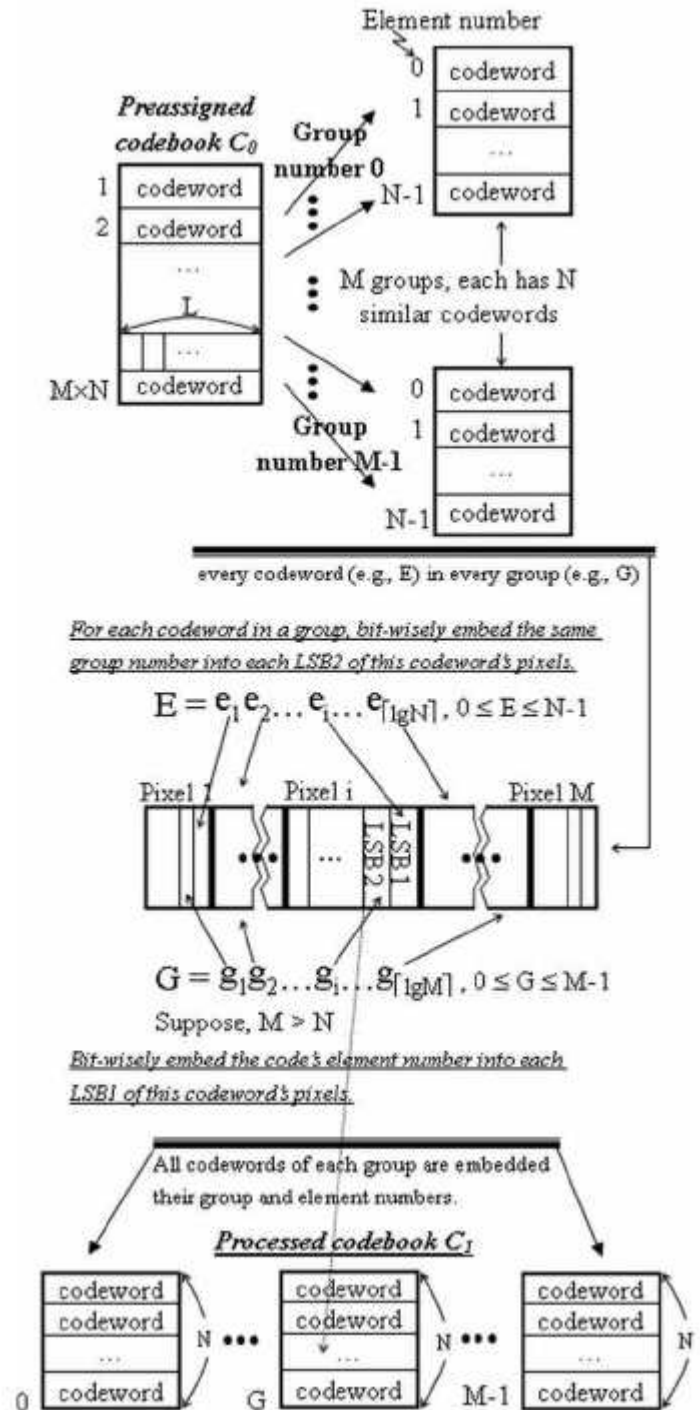 Element number
0 codeword
1 codeword
...
N-1 codeword
Preassigned
codebook C₀
1 codeword
2 codeword
...
L
...
M×N codeword
Group
number 0
M groups, each has N
similar codewords
0 codeword
1 codeword
...
N-1 codeword
Group
number M-1
every codeword (e.g., E) in every group (e.g., G)
For each codeword in a group, bit-wisely embed the same
group number into each LSB2 of this codeword's pixels.
E = e₁e₂...eᵢ...e⌈lgN⌉, 0 ≤ E ≤ N-1
Pixel 1 Pixel i Pixel M
... LSB2 LSB1
G = g₁g₂...gᵢ...g⌈lgM⌉, 0 ≤ G ≤ M-1
Suppose, M > N
Bit-wisely embed the code's element number into each
LSB1 of this codeword's pixels.
All codewords of each group are embedded
their group and element numbers.
Processed codebook C₁
codeword codeword codeword
codeword N codeword N codeword N
... ... ...
0 codeword G codeword M-1 codeword